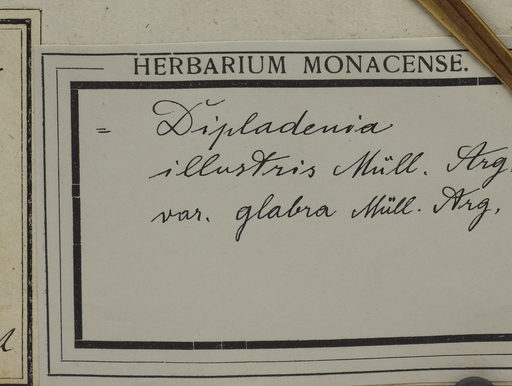 HERBARIUM MONACENSE.
= Dipladenia
illustris Müll. Arg.
var. glabra Müll. Arg.